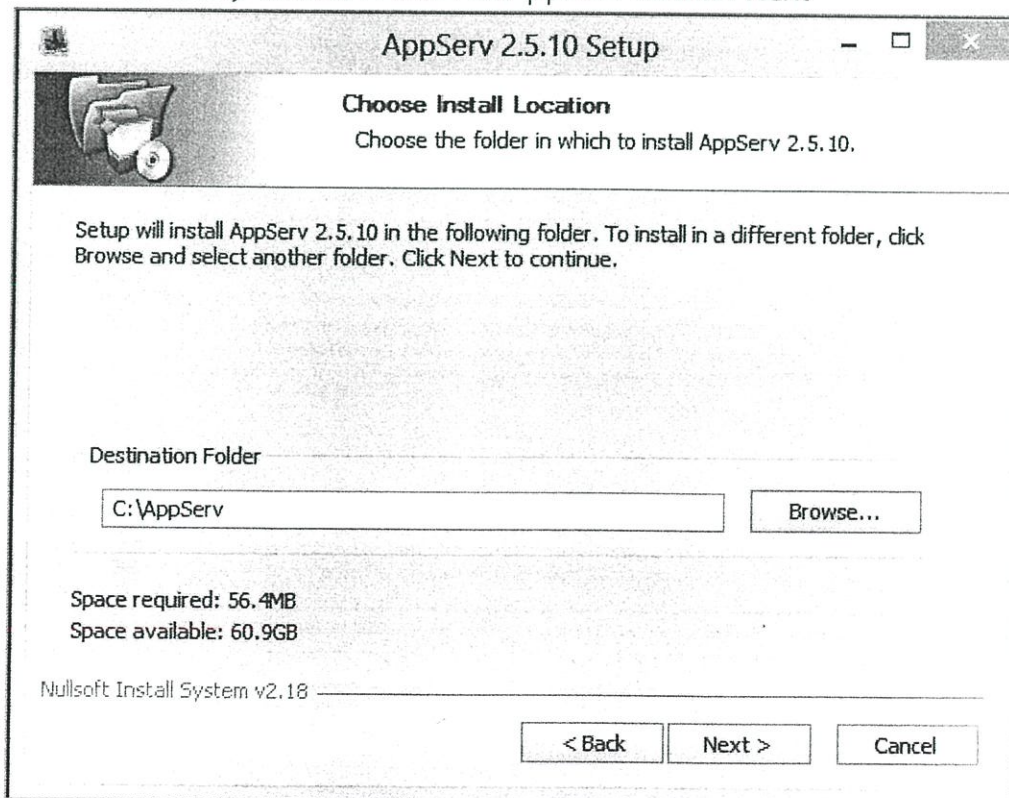 AppServ 2.5.10 Setup
Choose Install Location
Choose the folder in which to install AppServ 2.5.10.
Setup will install AppServ 2.5.10 in the following folder. To install in a different folder, click
Browse and select another folder. Click Next to continue.
Destination Folder
C:\AppServ
Browse...
Space required: 56.4MB
Space available: 60.9GB
Nullsoft Install System v2.18
< Back
Next >
Cancel